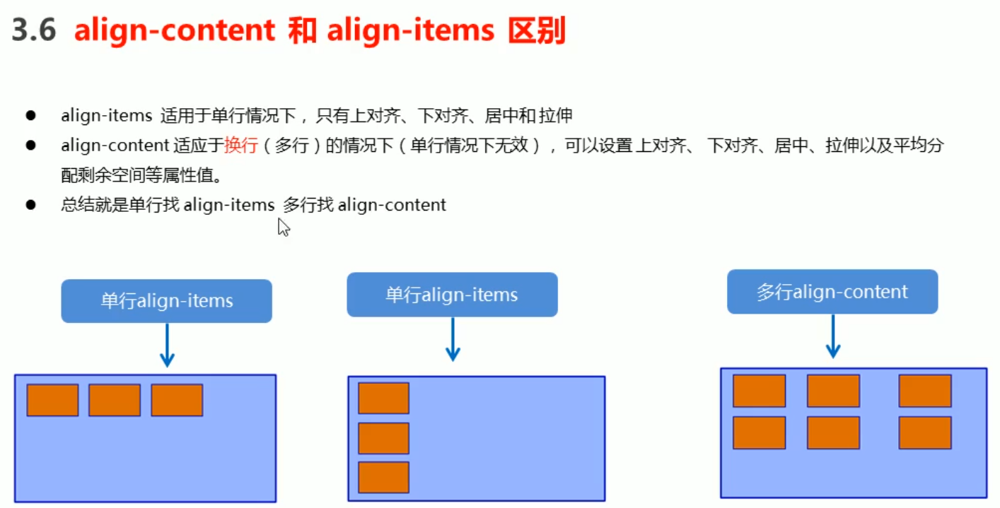 3.6 align-content 和 align-items 区别
● align-items 适用于单行情况下，只有上对齐、下对齐、居中和 拉伸
● align-content 适应于换行（多行）的情况下（单行情况下无效），可以设置 上对齐、 下对齐、居中、拉伸以及平均分
配剩余空间等属性值。
● 总结就是单行找 align-items 多行找 align-content
单行align-items
单行align-items
多行align-content